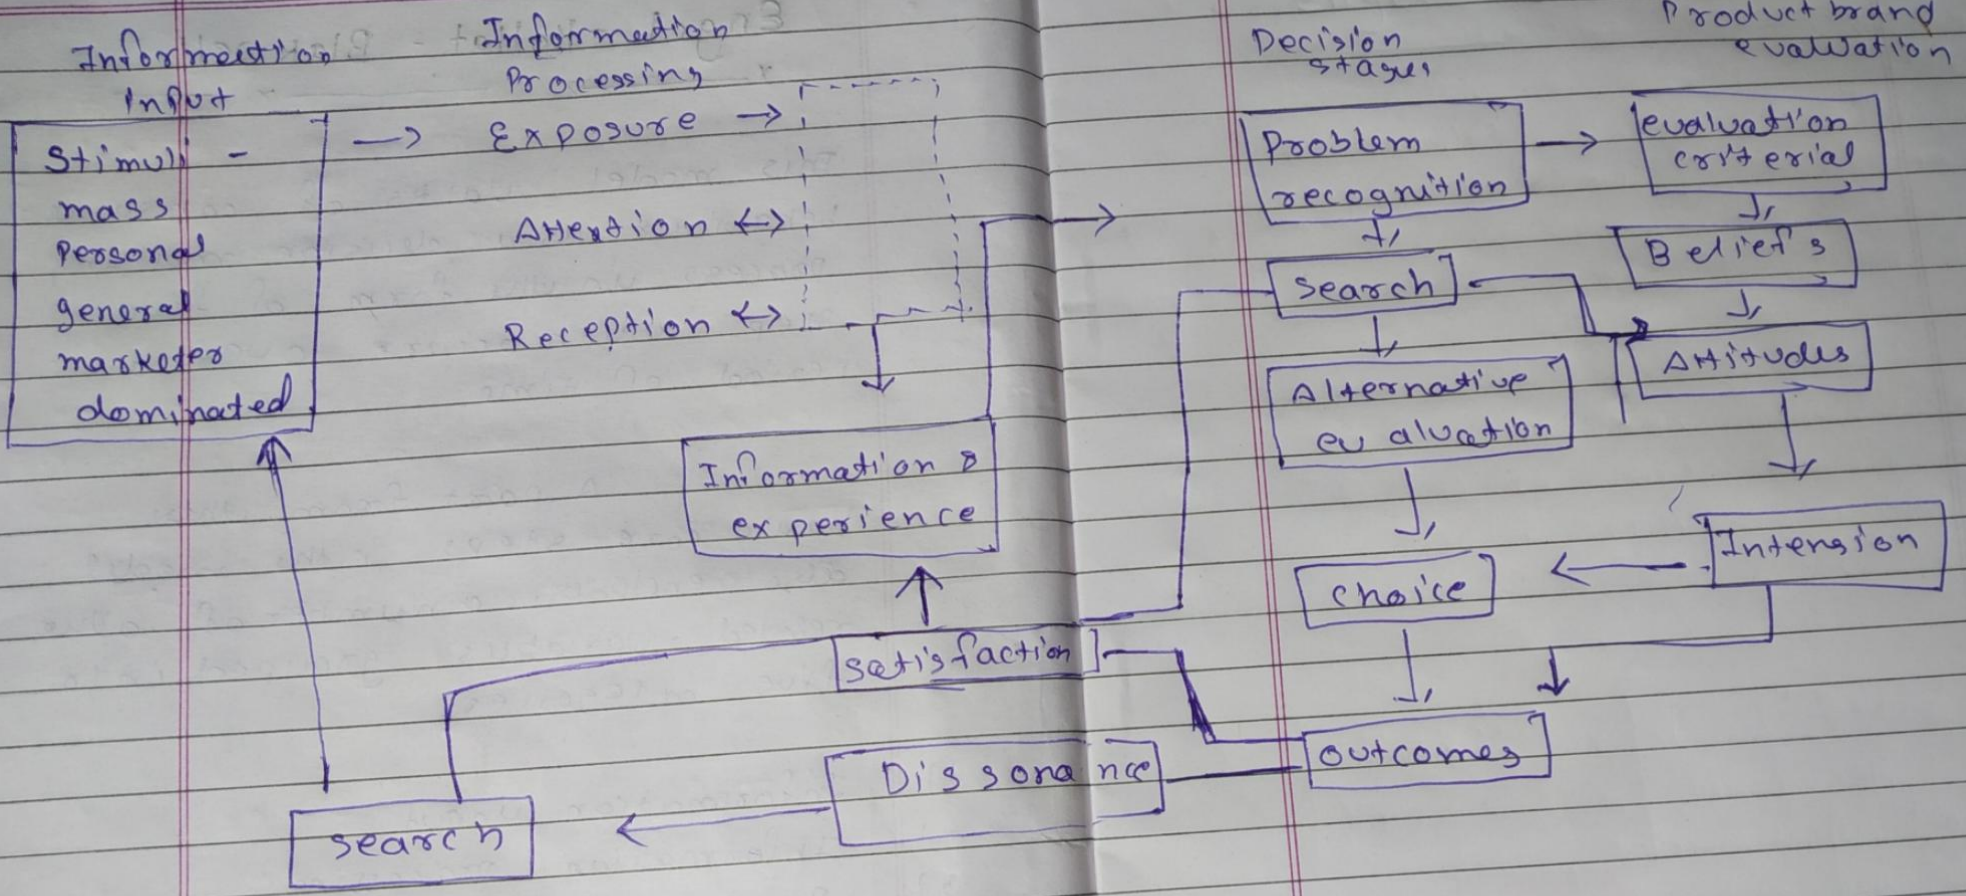 Information
Input
Information
Processing
Decision
stages
Product brand
evaluation
Stimuli -
mass
Personal
general
marketer
dominated
Exposure
Attention
Reception
Information &
experience
Satisfaction
Dissonance
Search
Problem
recognition
Search
Alternative
evaluation
choice
outcomes
evaluation
criterial
Beliefs
Attitudes
Intension